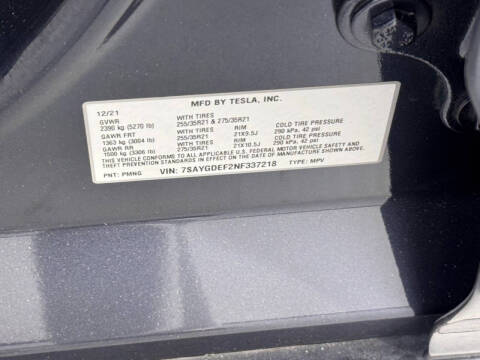 MFD BY TESLA, INC.
12/21
GVWR WITH TIRES
2390 kg (5270 lb) 255/35R21 & 275/35R21
GAWR FRT WITH TIRES RIM COLD TIRE PRESSURE
1363 kg (3004 lb) 255/35R21 21X9.5J 290 kPa, 42 psi
GAWR RR WITH TIRES RIM COLD TIRE PRESSURE
1500 kg (3306 lb) 275/35R21 21X10.5J 290 kPa, 42 psi
THIS VEHICLE CONFORMS TO ALL APPLICABLE U.S. FEDERAL MOTOR VEHICLE SAFETY AND
THEFT PREVENTION STANDARDS IN EFFECT ON THE DATE OF MANUFACTURE SHOWN ABOVE.
PNT: PMNG VIN: 7SAYGDEF2NF337218 TYPE: MPV